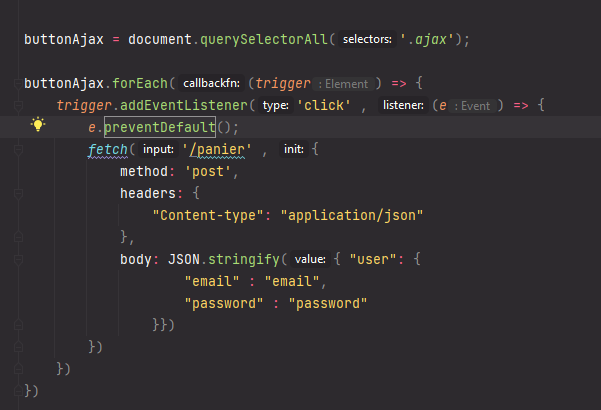 buttonAjax = document.querySelectorAll( selectors: '.ajax');
buttonAjax.forEach( callbackfn: (trigger : Element ) => {
trigger.addEventListener( type: 'click' , listener: (e : Event ) => {
e.preventDefault();
fetch( input: '/panier' , init: {
method: 'post',
headers: {
"Content-type": "application/json"
},
body: JSON.stringify( value: { "user": {
"email" : "email",
"password" : "password"
}})
})
})
})